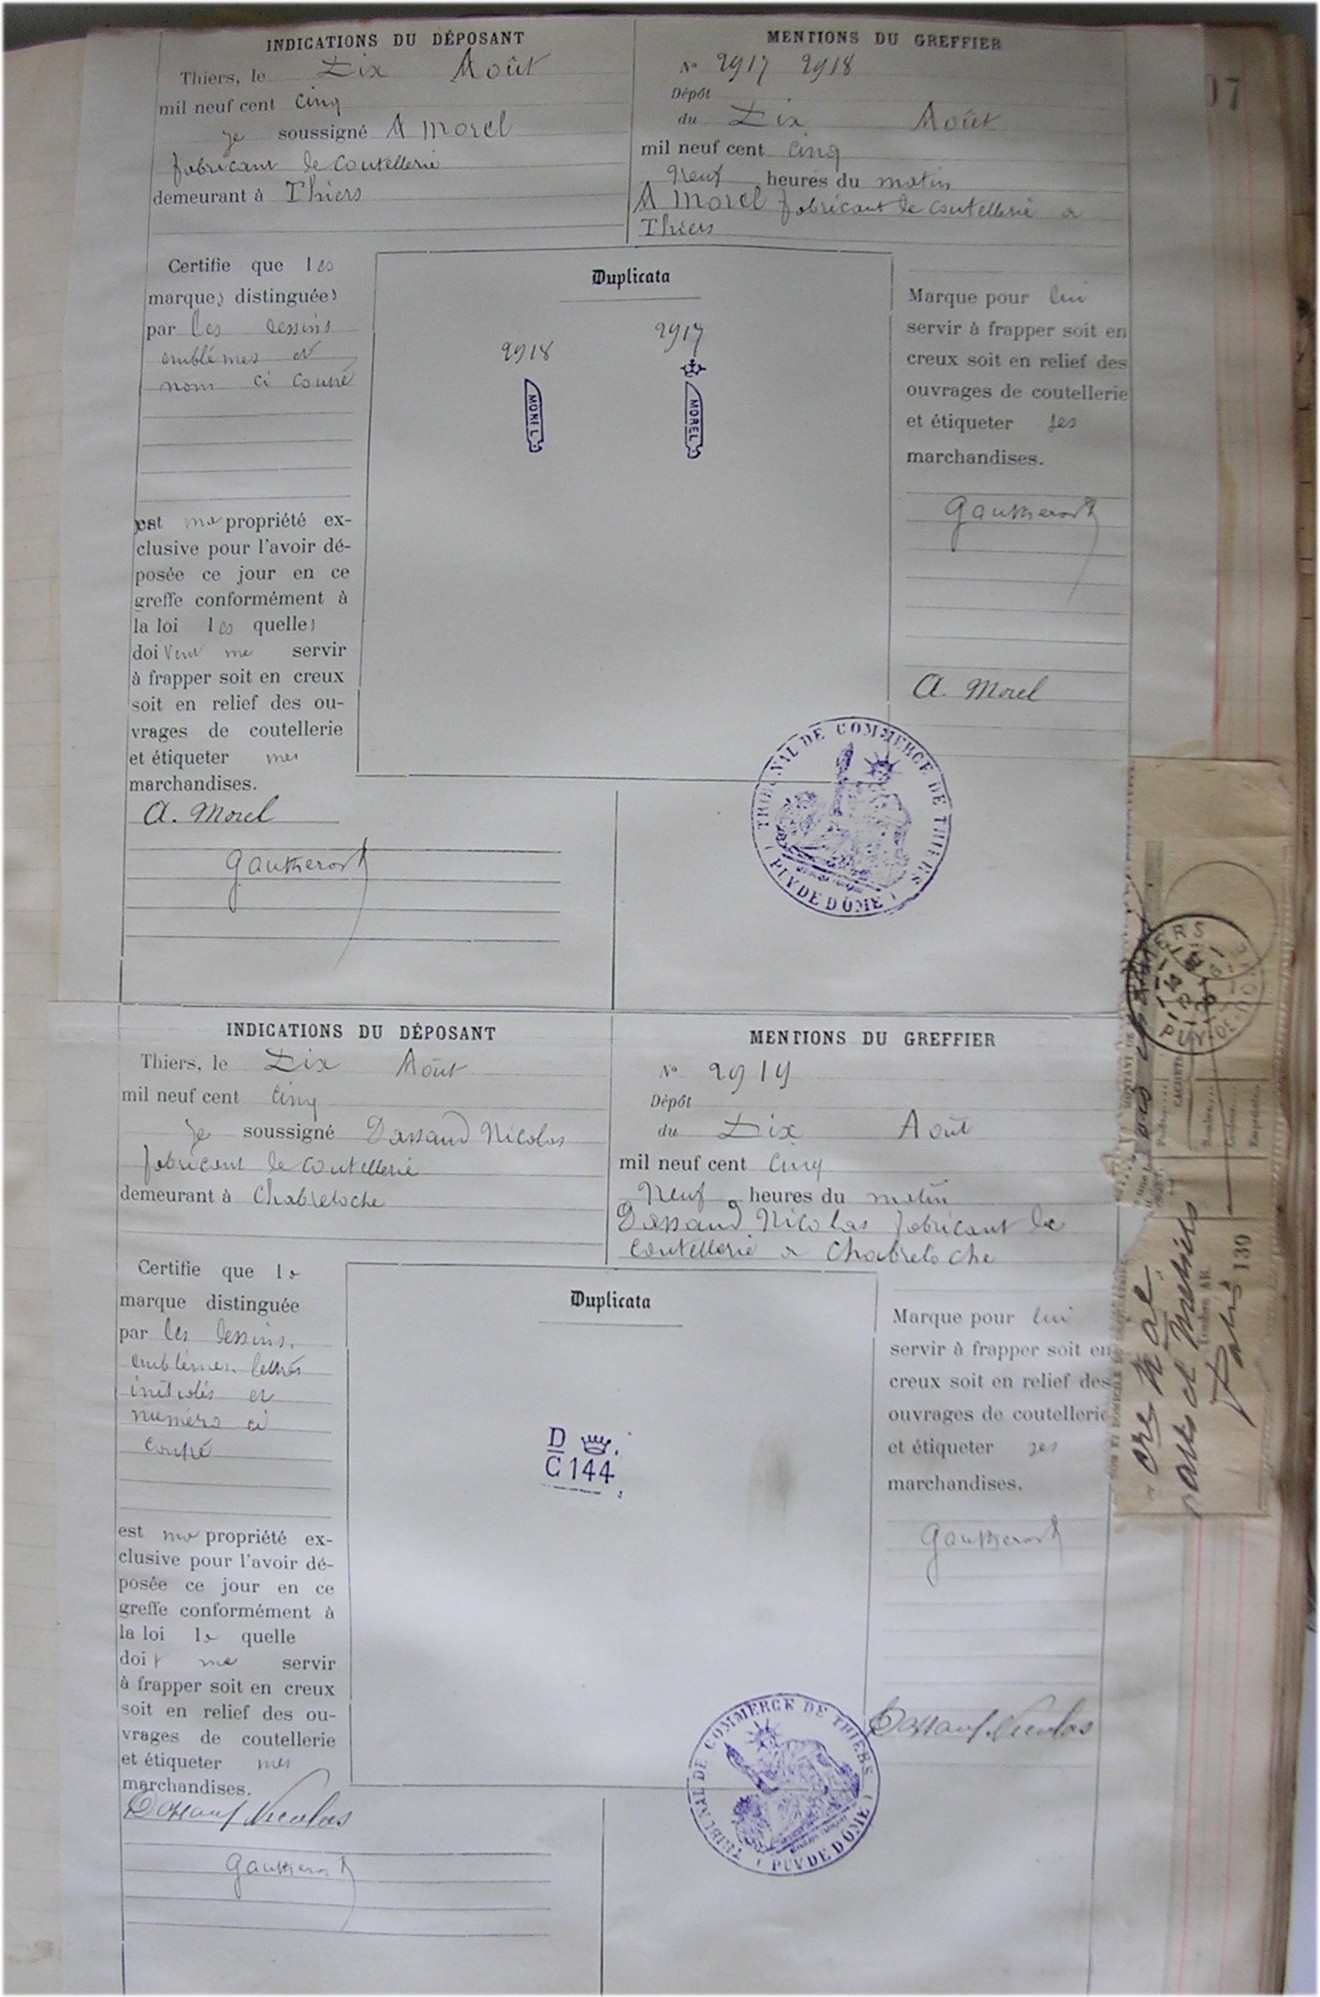 INDICATIONS DU DÉPOSANT
Thiers, le Dix Août
mil neuf cent cinq
je soussigné A Morel
fabricant de coutellerie
demeurant à Thiers
MENTIONS DU GREFFIER
N° 2917 2918
Dépôt
du Dix Août
mil neuf cent cinq
Neuf heures du matin
A Morel fabricant de coutellerie a
Thiers
Certifie que les
marques distinguées
par les dessins
emblèmes et
nom ci contre
est ma propriété ex-
clusive pour l'avoir dé-
posée ce jour en ce
greffe conformément à
la loi les quelles
doivent me servir
à frapper soit en creux
soit en relief des ou-
vrages de coutellerie
et étiqueter mes
marchandises.
A. Morel
Duplicata
2918
2917
MOREL
MOREL
Marque pour lui
servir à frapper soit en
creux soit en relief des
ouvrages de coutellerie
et étiqueter ses
marchandises.
A. Morel
TRIBUNAL DE COMMERCE DE THIERS
(PUY DE DÔME)
INDICATIONS DU DÉPOSANT
Thiers, le Dix Août
mil neuf cent cinq
je soussigné Dassaud Nicolas
fabricant de coutellerie
demeurant à Chabreloche
MENTIONS DU GREFFIER
N° 2919
Dépôt
du Dix Août
mil neuf cent cinq
Neuf heures du matin
Dassaud Nicolas fabricant de
coutellerie a Chabreloche
Certifie que la
marque distinguée
par les dessins,
emblèmes lettres
initiales et
numéro ci
est ma propriété ex-
clusive pour l'avoir dé-
posée ce jour en ce
greffe conformément à
la loi la quelle
doit me servir
à frapper soit en creux
soit en relief des ou-
vrages de coutellerie
et étiqueter mes
marchandises.
Dassaud Nicolas
Duplicata
D
C 144
Marque pour lui
servir à frapper soit en
creux soit en relief des
ouvrages de coutellerie
et étiqueter ses
marchandises.
Dassaud Nicolas
TRIBUNAL DE COMMERCE DE THIERS
(PUY DE DÔME)
07
THIERS
PUY-DE-DOME
arts et Métiers
Paris
139